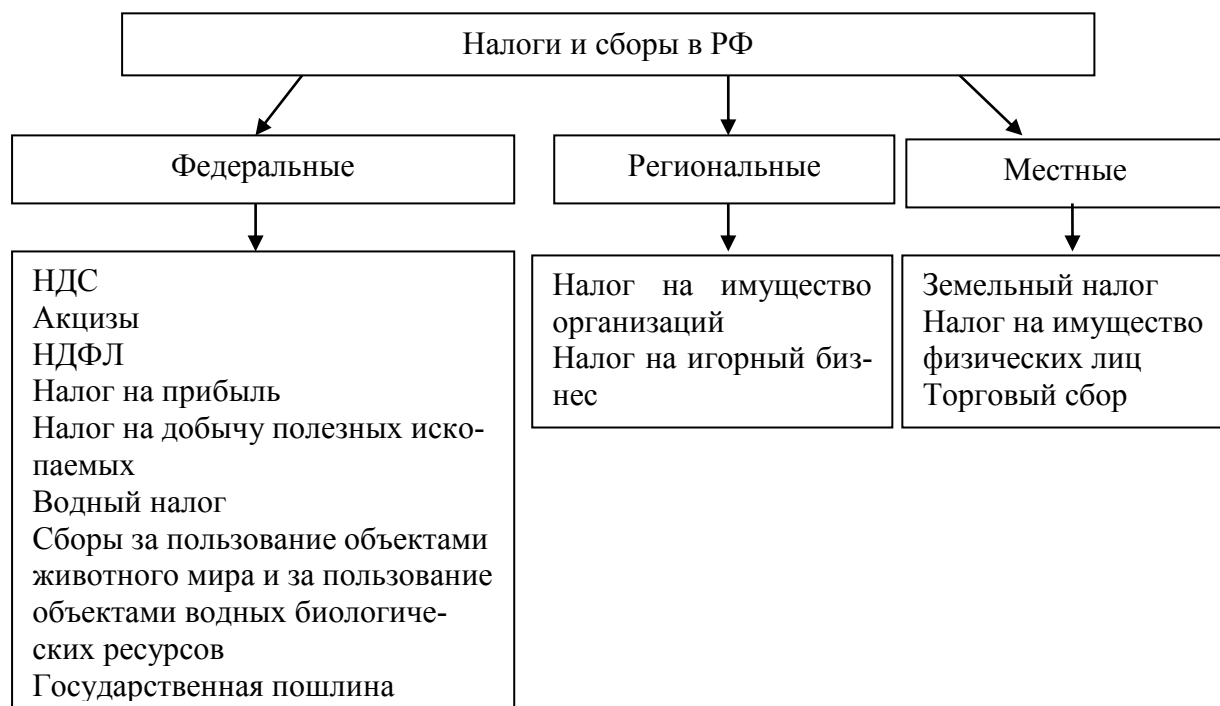 Налоги и сборы в РФ
Федеральные
Региональные
Местные
НДС
Акцизы
НДФЛ
Налог на прибыль
Налог на добычу полезных иско-
паемых
Водный налог
Сборы за пользование объектами
животного мира и за пользование
объектами водных биологиче-
ских ресурсов
Государственная пошлина
Налог на имущество
организаций
Налог на игорный биз-
нес
Земельный налог
Налог на имущество
физических лиц
Торговый сбор